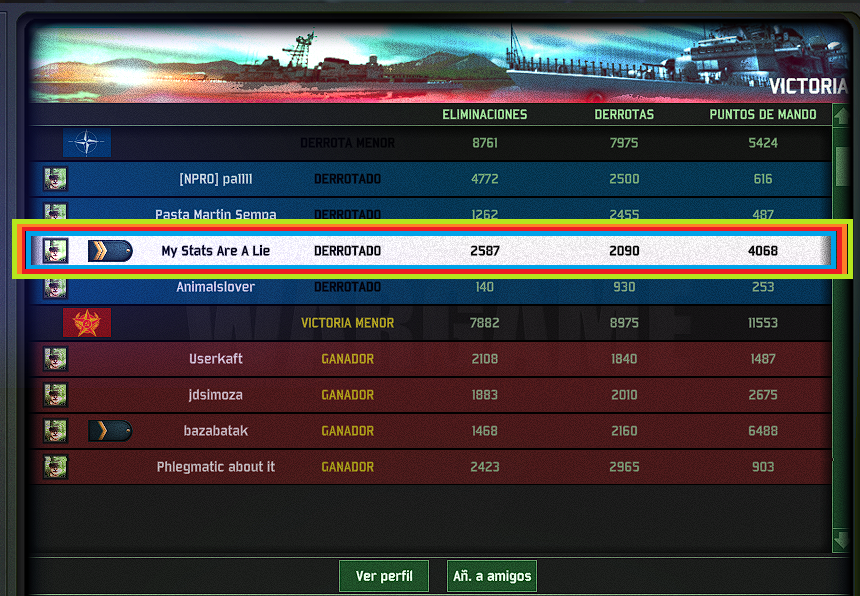 VICTORIA
ELIMINACIONES DERROTAS PUNTOS DE MANDO
DERROTA MENOR 8761 7975 5424
[NPRO] pa1111 DERROTADO 4772 2500 616
Pasta Martin Sempa DERROTADO 1262 2455 487
My Stats Are A Lie DERROTADO 2587 2090 4068
Animalslover DERROTADO 140 930 253
VICTORIA MENOR 7882 8975 11553
Userkaft GANADOR 2108 1840 1487
jdsimoza GANADOR 1883 2010 2675
bazabatak GANADOR 1468 2160 6488
Phlegmatic about it GANADOR 2423 2965 903
WARGAME
Ver perfil Añ. a amigos